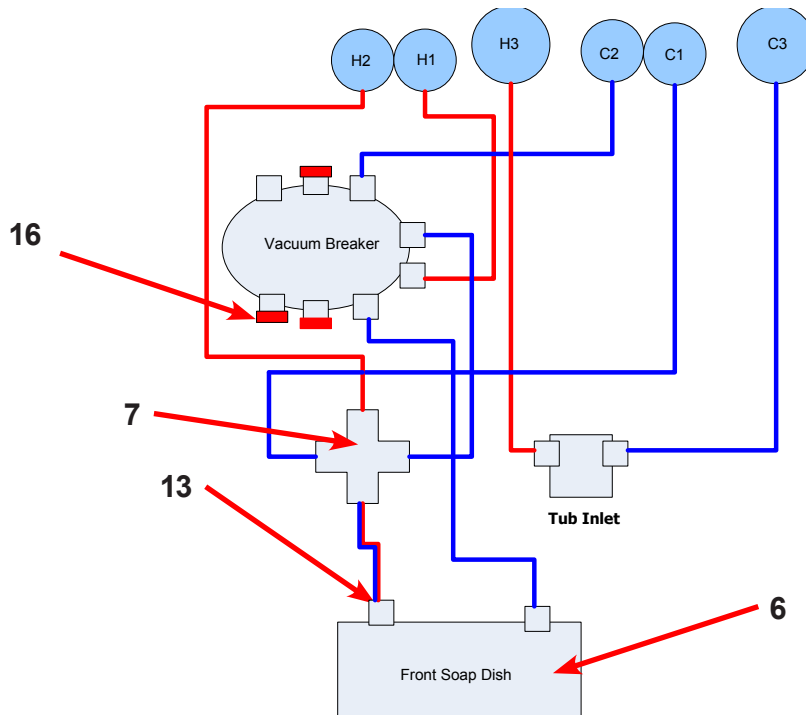 H2
H1
H3
C2
C1
C3
16
Vacuum Breaker
7
13
Tub Inlet
6
Front Soap Dish